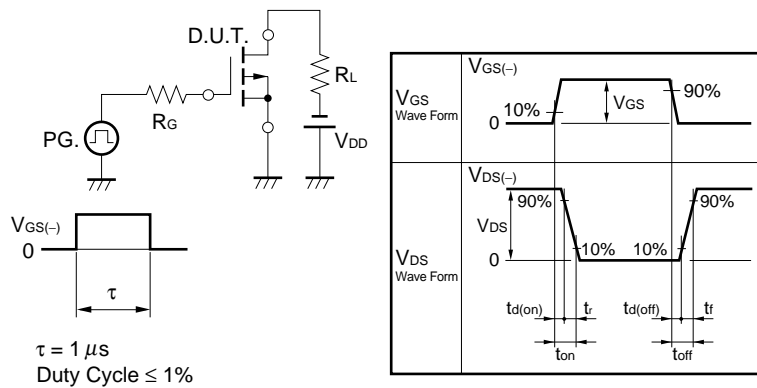 D.U.T.
RG
PG.
RL
VDD
VGS(−)
0
τ
τ = 1 μs
Duty Cycle ≤ 1%
VGS
Wave Form
VGS(−)
10%
0
VGS
90%
VDS
Wave Form
VDS(−)
90%
VDS
0
10%
10%
90%
td(on)
tr
td(off)
tf
ton
toff